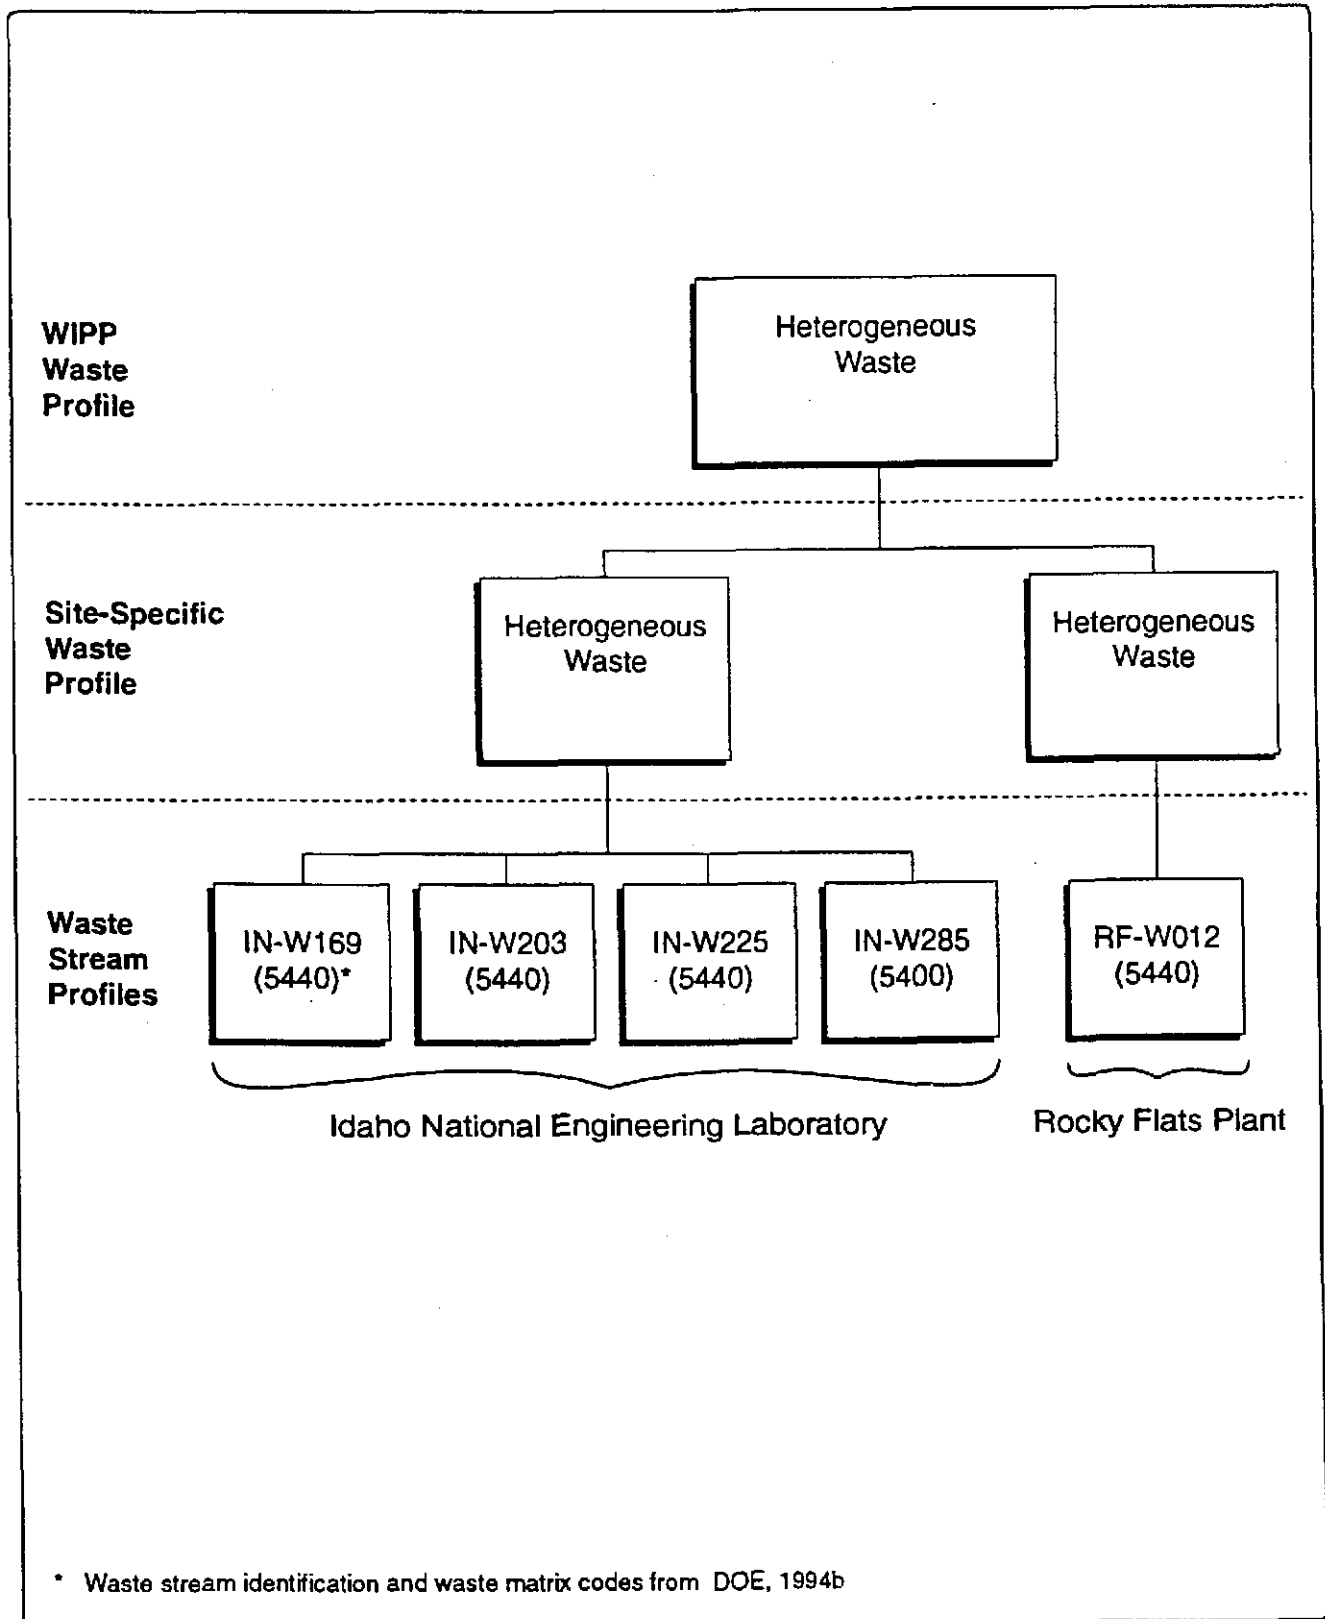 WIPP
Waste
Profile
Heterogeneous
Waste
Site-Specific
Waste
Profile
Heterogeneous
Waste
Heterogeneous
Waste
Waste
Stream
Profiles
IN-W169
(5440)*
IN-W203
(5440)
IN-W225
(5440)
IN-W285
(5400)
RF-W012
(5440)
Idaho National Engineering Laboratory
Rocky Flats Plant
* Waste stream identification and waste matrix codes from DOE, 1994b